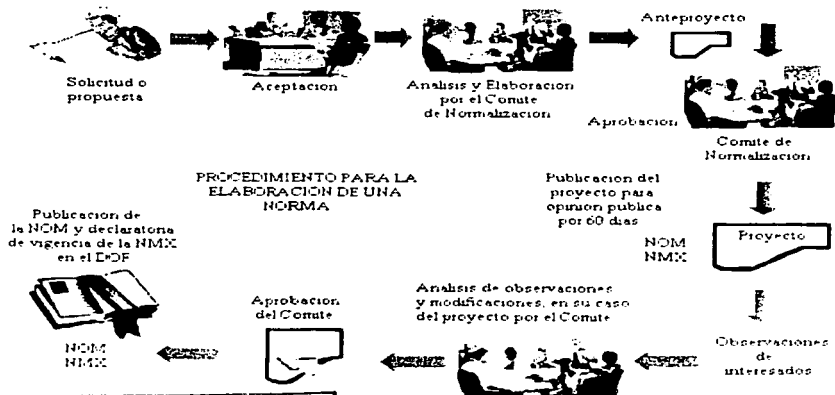 Solicitud o
propuesta
Aceptacion
Analisis y Elaboracion
por el Comite
de Normalizacion
Anteproyecto
Aprobacion
Comite de
Normalizacion
PROCEDIMIENTO PARA LA
ELABORACION DE UNA
NORMA
Publicacion del
proyecto para
opinion publica
por 60 dias
NOM
NMX
Proyecto
Observaciones
de
interesados
Analisis de observaciones
y modificaciones, en su caso
del proyecto por el Comite
Aprobacion
del Comite
Publicacion de
la NOM y declaratoria
de vigencia de la NMX
en el DOF
NOM
NMX